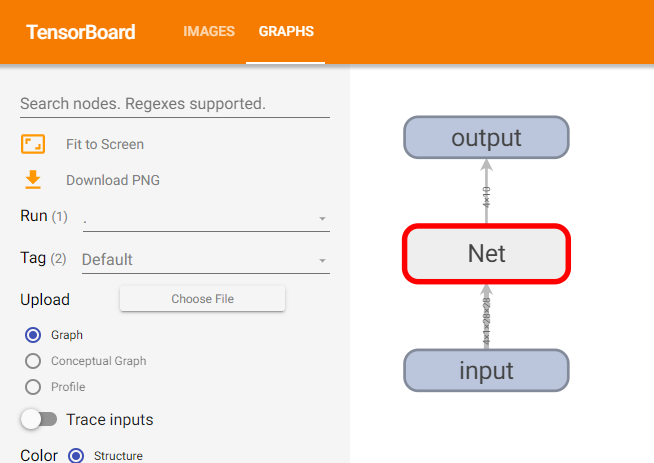 TensorBoard IMAGES GRAPHS
Search nodes. Regexes supported.
Fit to Screen
Download PNG
Run (1) .
Tag (2) Default
Upload Choose File
Graph
Conceptual Graph
Profile
Trace inputs
Color Structure
output
4×10
Net
4×1×28×28
input